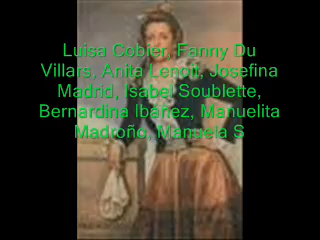 Luisa Cobier, Fanny Du
Villars, Anita Lenoit, Josefina
Madrid, Isabel Soublette,
Bernardina Ibáñez, Manuelita
Madroño, Manuela S